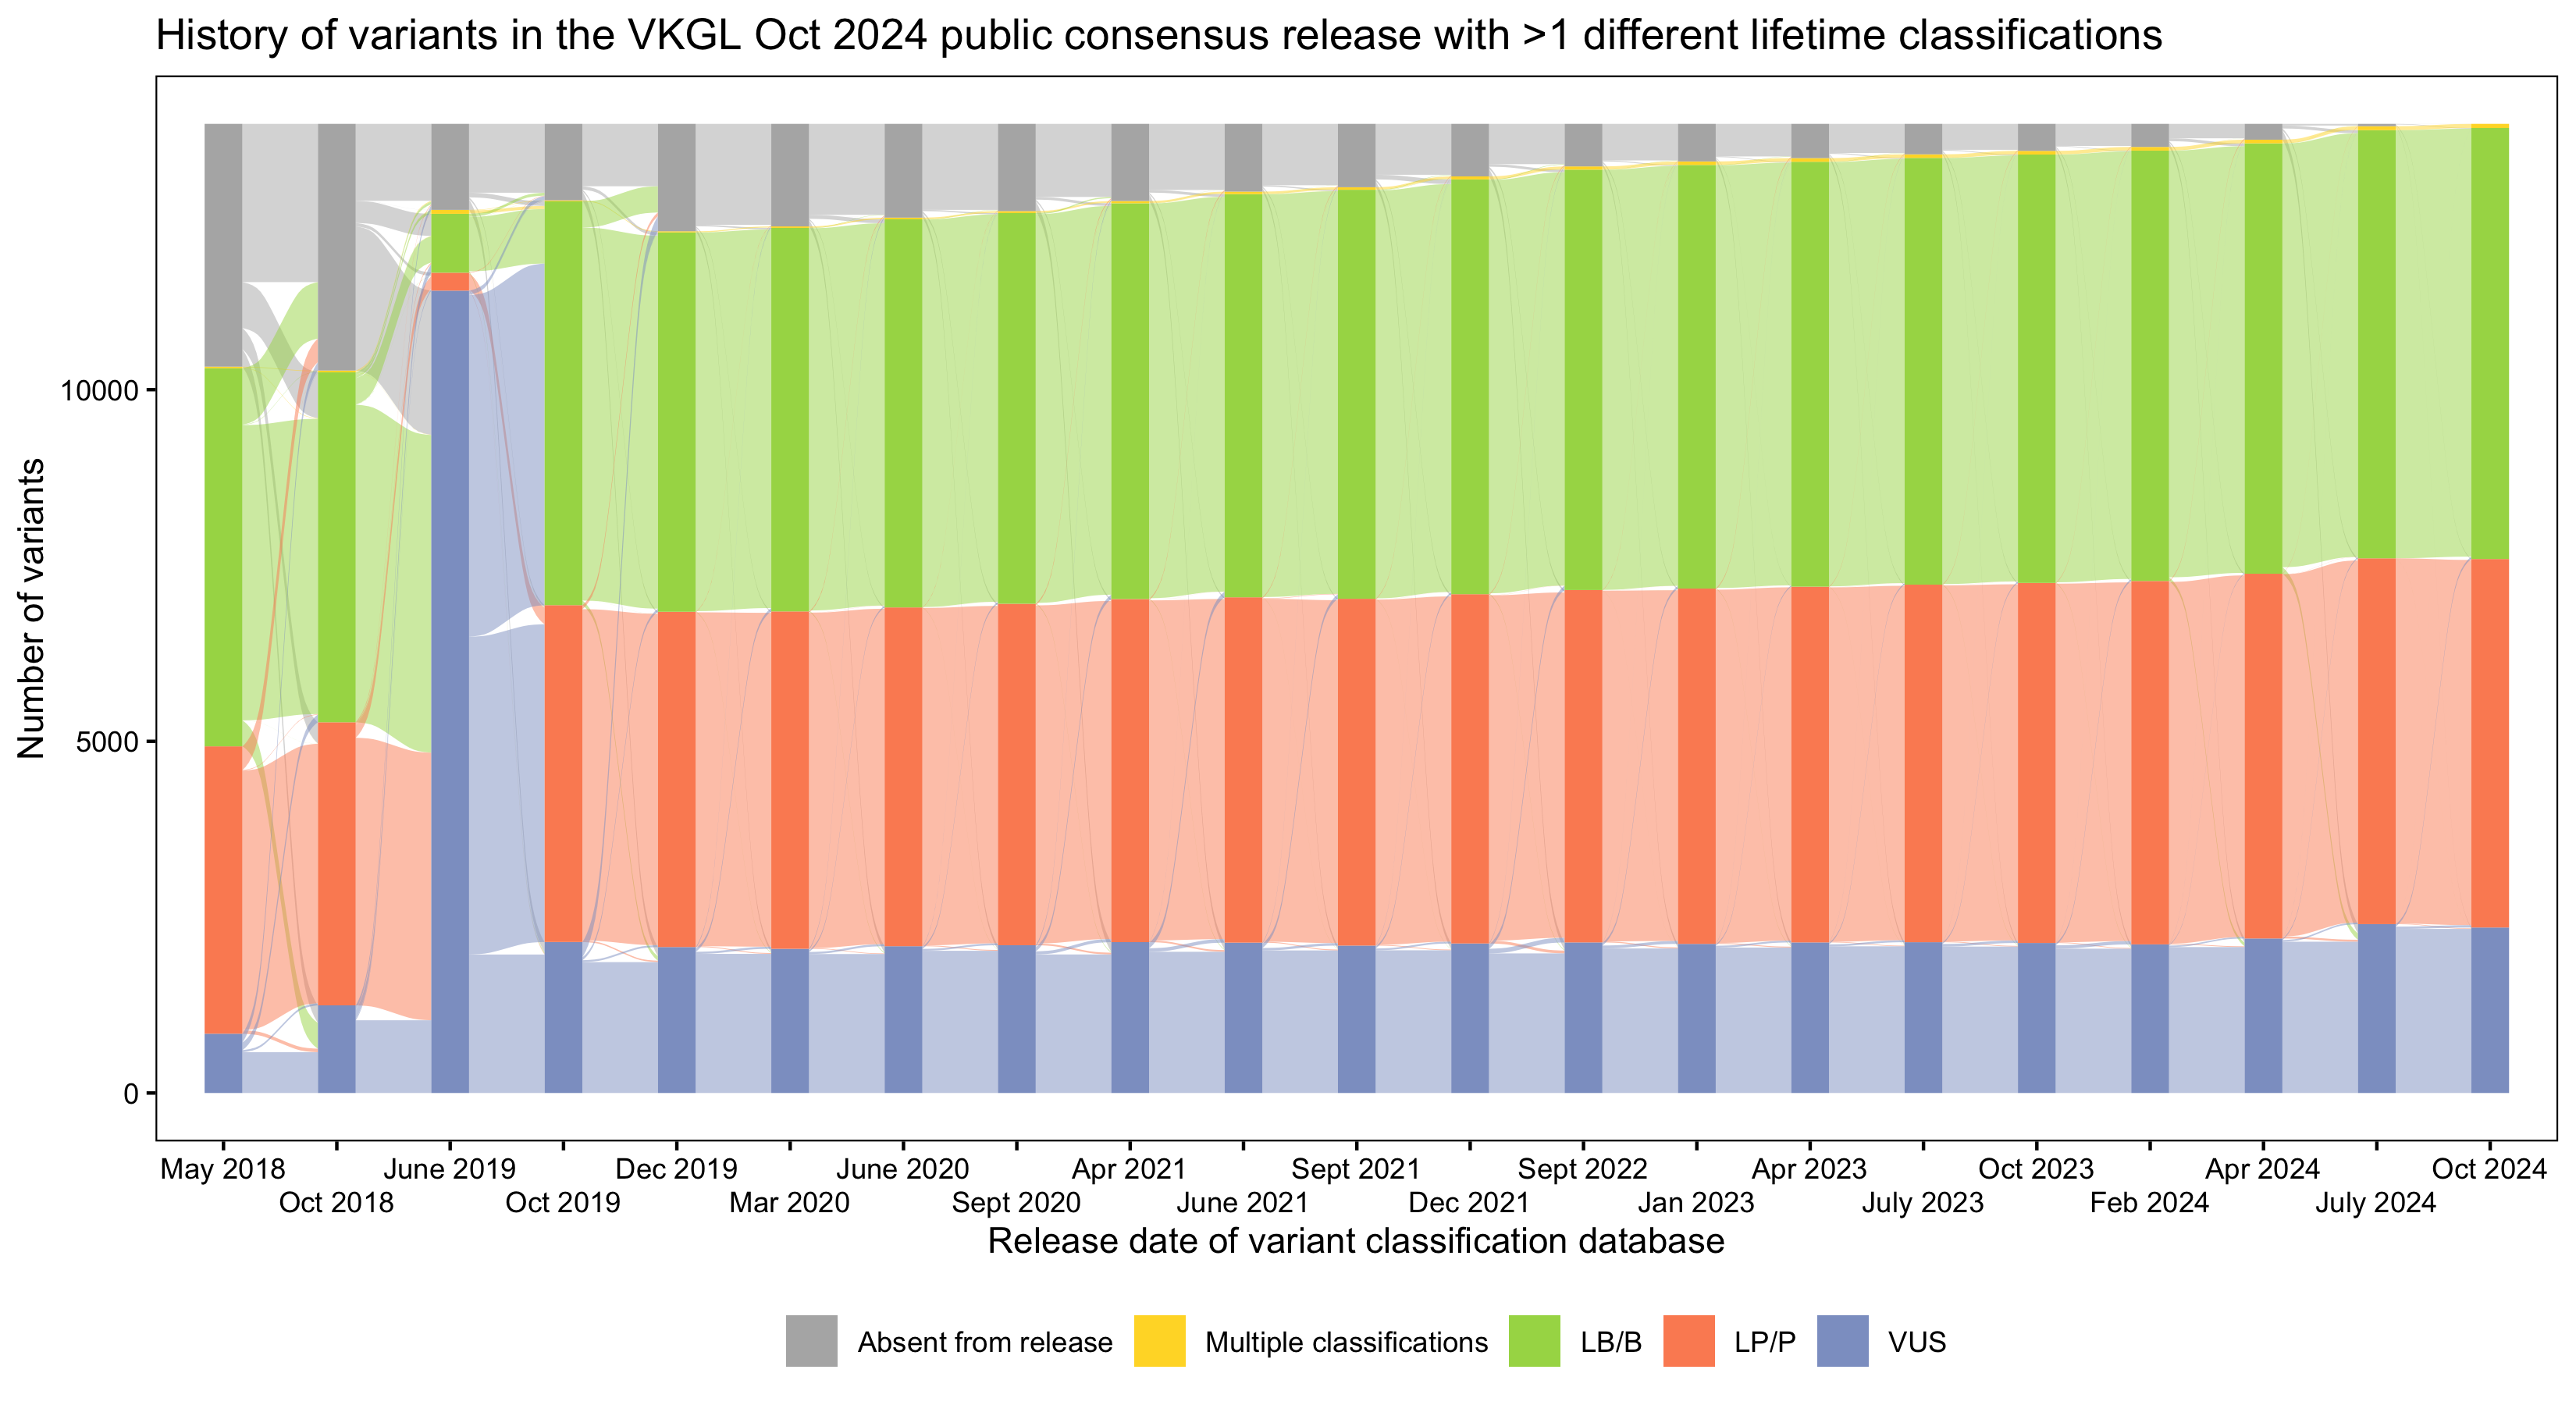 History of variants in the VKGL Oct 2024 public consensus release with >1 different lifetime classifications
Number of variants
10000
5000
0
May 2018 June 2019 Dec 2019 June 2020 Apr 2021 Sept 2021 Sept 2022 Apr 2023 Oct 2023 Apr 2024 Oct 2024
Oct 2018 Oct 2019 Mar 2020 Sept 2020 June 2021 Dec 2021 Jan 2023 July 2023 Feb 2024 July 2024
Release date of variant classification database
Absent from release Multiple classifications LB/B LP/P VUS